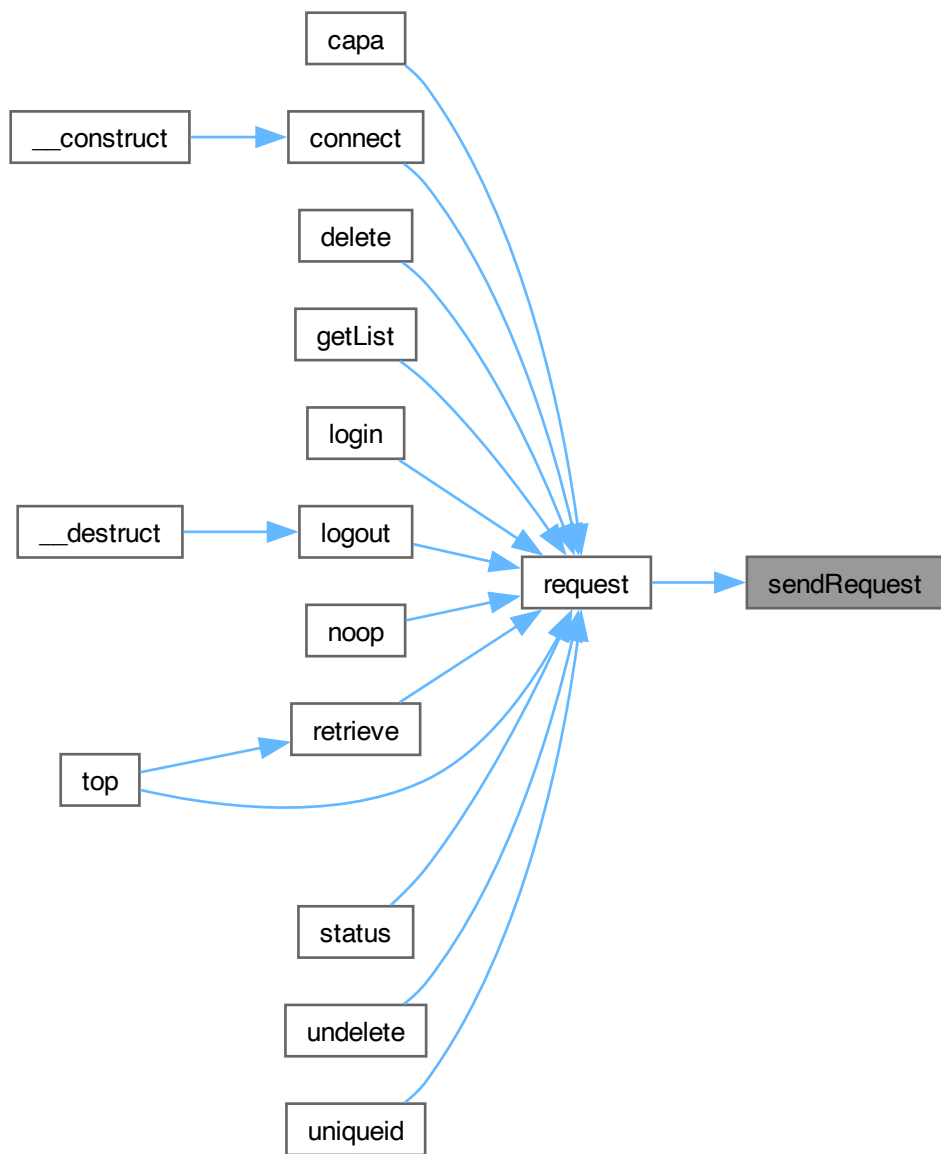 capa
__construct
connect
delete
getList
login
__destruct
logout
request
sendRequest
noop
retrieve
top
status
undelete
uniqueid